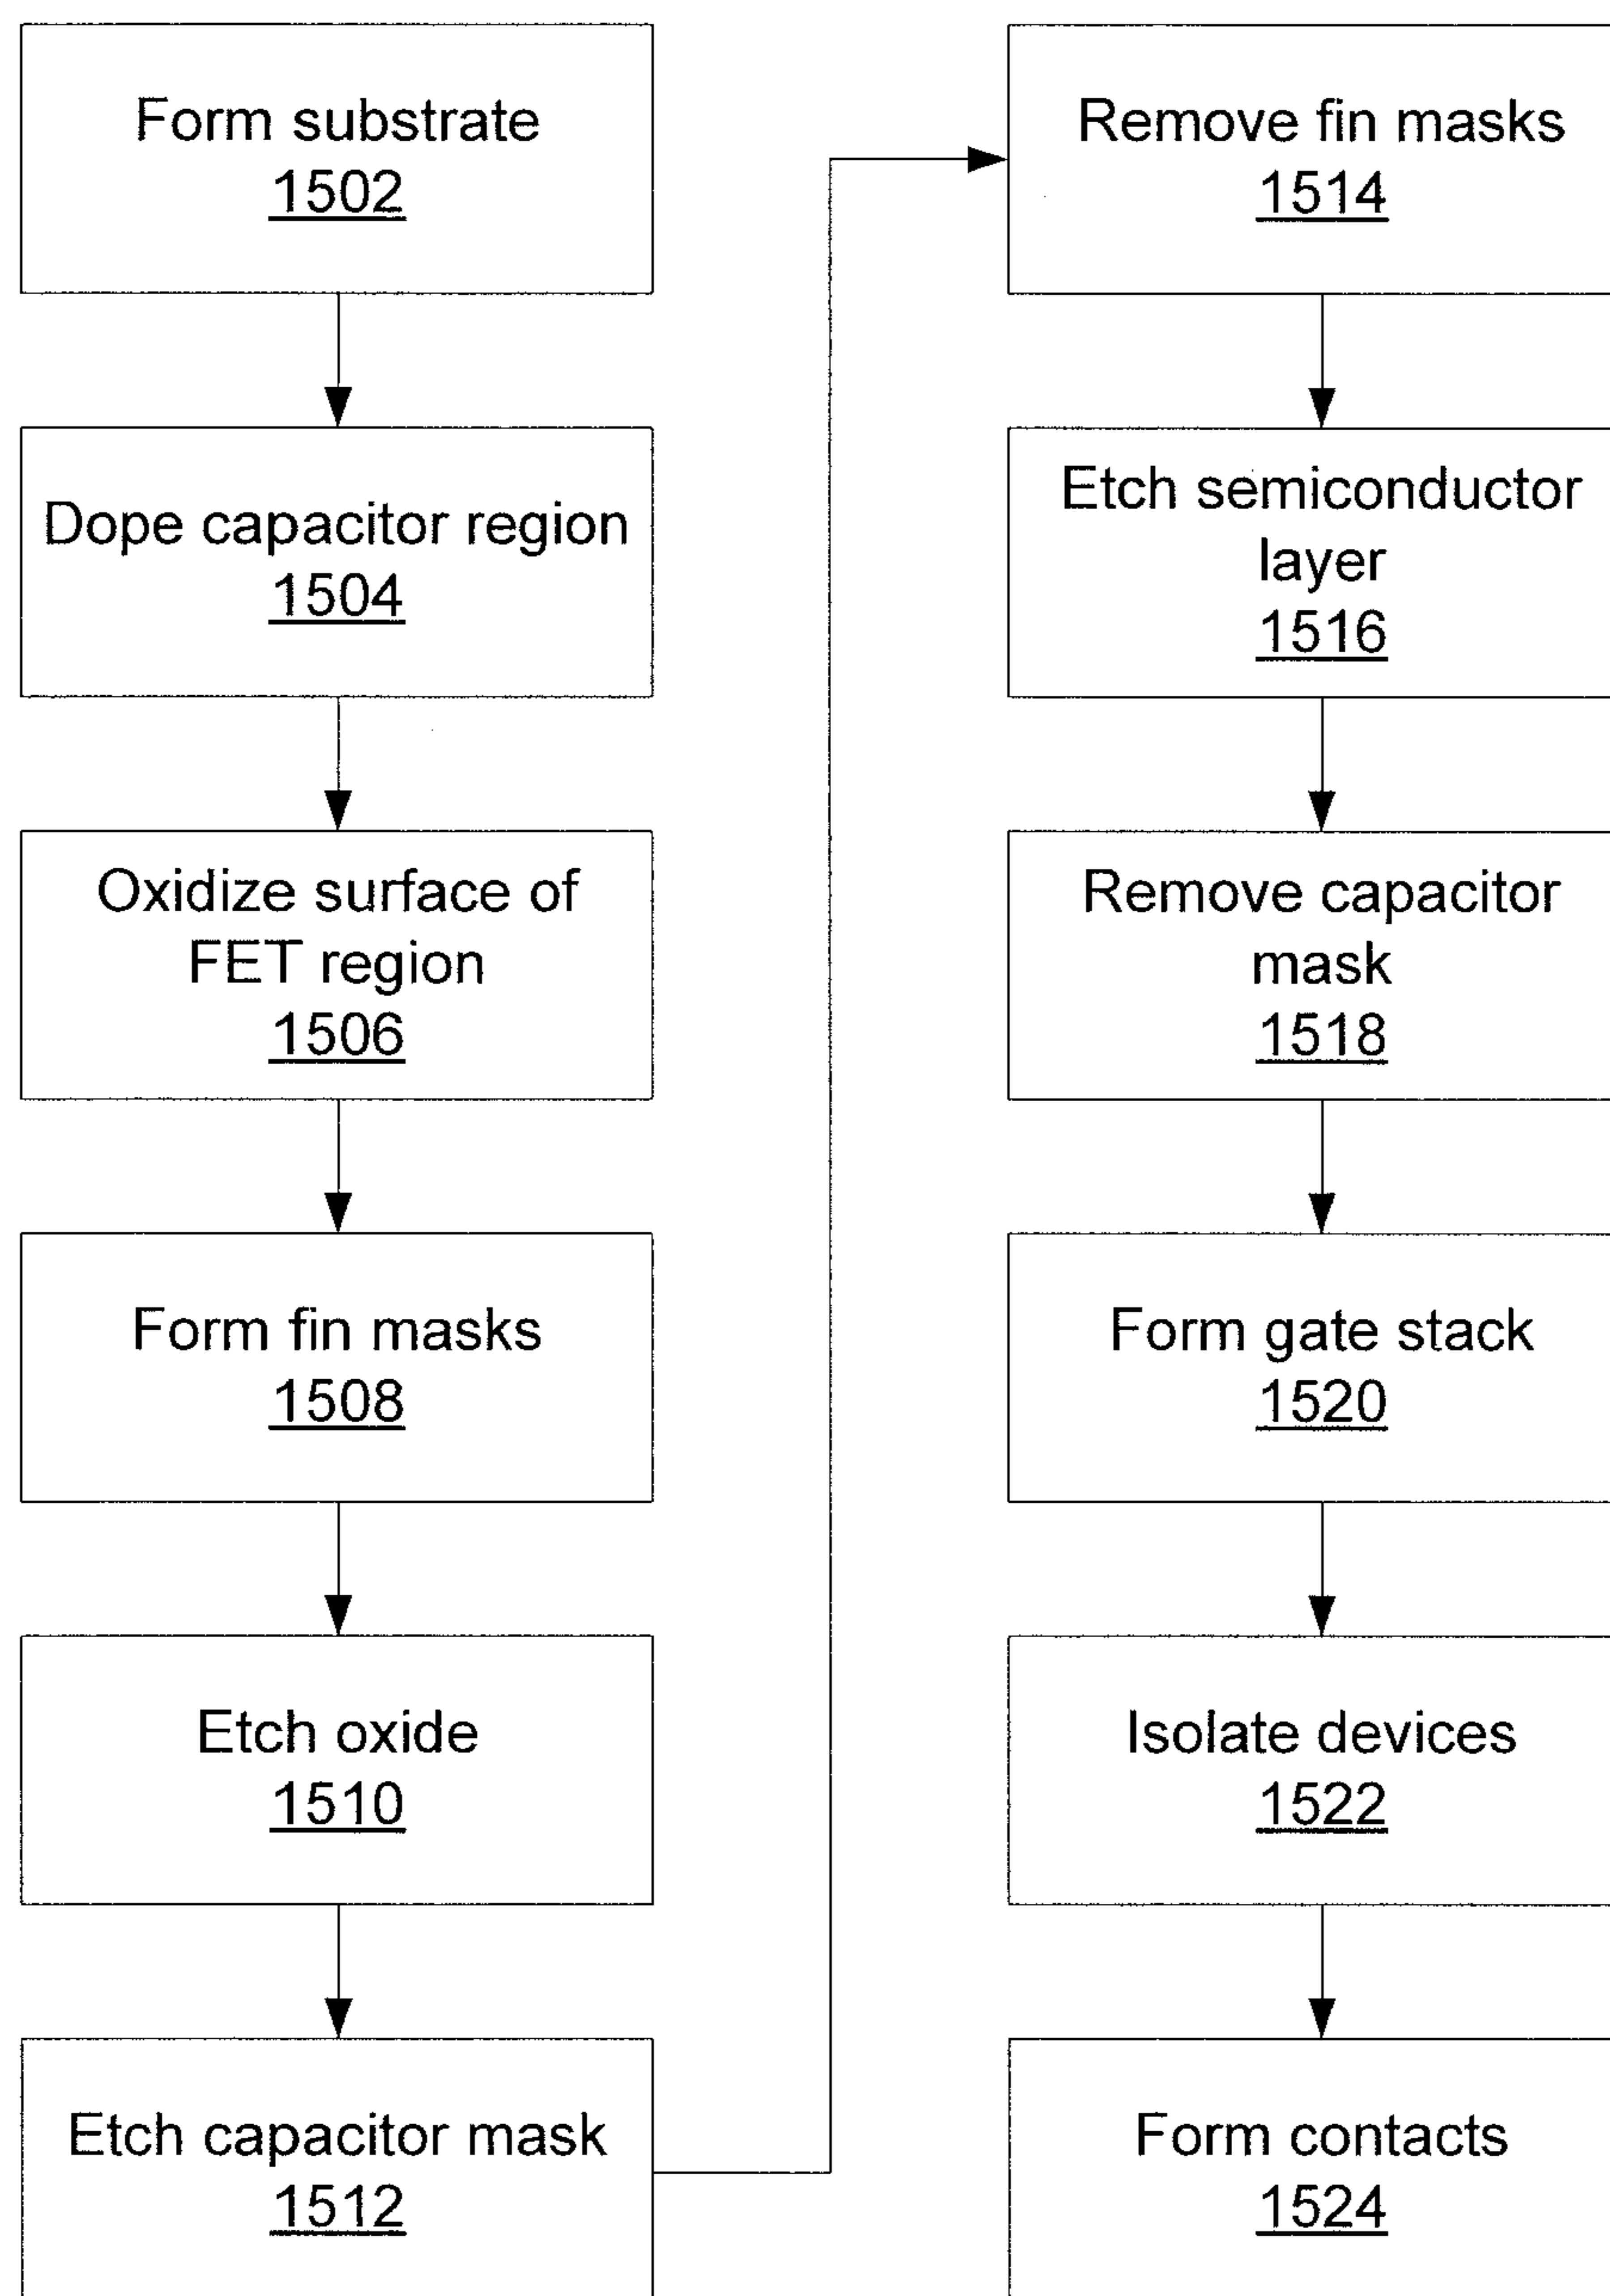 Form substrate
1502
Dope capacitor region
1504
Oxidize surface of
FET region
1506
Form fin masks
1508
Etch oxide
1510
Etch capacitor mask
1512
Remove fin masks
1514
Etch semiconductor
layer
1516
Remove capacitor
mask
1518
Form gate stack
1520
Isolate devices
1522
Form contacts
1524